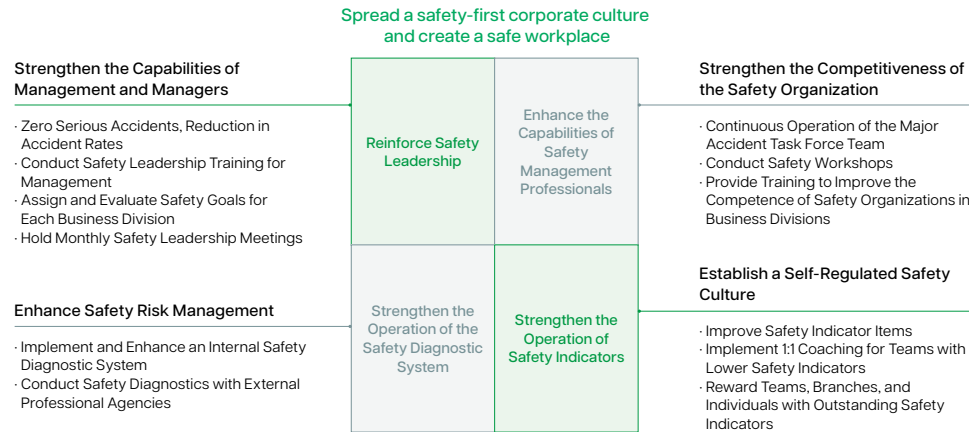 Spread a safety-first corporate culture
and create a safe workplace
Strengthen the Capabilities of
Management and Managers
· Zero Serious Accidents, Reduction in
Accident Rates
· Conduct Safety Leadership Training for
Management
· Assign and Evaluate Safety Goals for
Each Business Division
· Hold Monthly Safety Leadership Meetings
Reinforce Safety
Leadership
Enhance the
Capabilities of
Safety
Management
Professionals
Strengthen the Competitiveness of
the Safety Organization
· Continuous Operation of the Major
Accident Task Force Team
· Conduct Safety Workshops
· Provide Training to Improve the
Competence of Safety Organizations in
Business Divisions
Enhance Safety Risk Management
· Implement and Enhance an Internal Safety
Diagnostic System
· Conduct Safety Diagnostics with External
Professional Agencies
Strengthen the
Operation of the
Safety Diagnostic
System
Strengthen the
Operation of
Safety Indicators
Establish a Self-Regulated Safety
Culture
· Improve Safety Indicator Items
· Implement 1:1 Coaching for Teams with
Lower Safety Indicators
· Reward Teams, Branches, and
Individuals with Outstanding Safety
Indicators